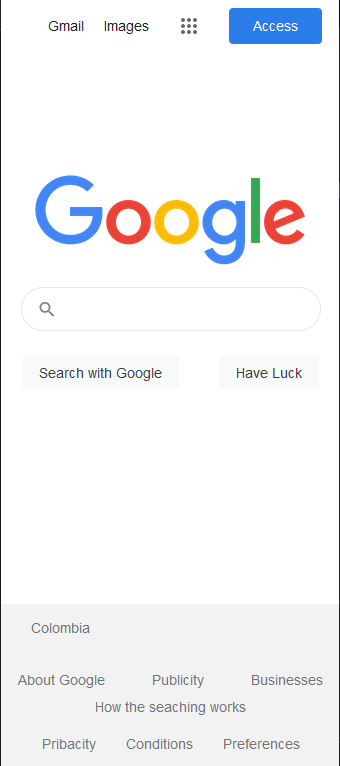 Gmail Images Access
Google
Search with Google Have Luck
Colombia
About Google Publicity Businesses
How the seaching works
Pribacity Conditions Preferences